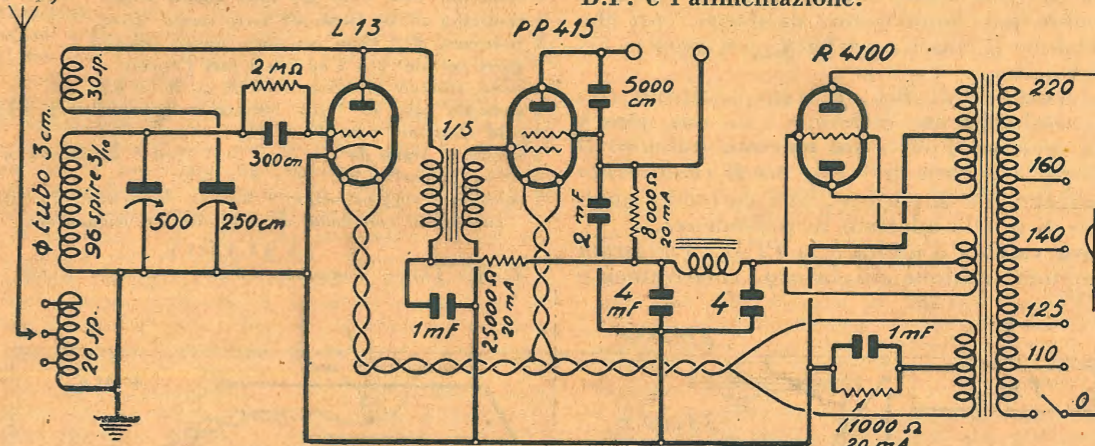 B.F. e l'alimentazione.
L 13
PP 415
R 4100
30 sp.
2 MΩ
300 cm
φ tubo 3 cm.
96 spire 3/10
500
250 cm
20 sp.
1/5
5000
cm
2 mF
8000 Ω
20 mA
1 mF
25000 Ω
20 mA
4
mF
4
1 mF
1000 Ω
20 mA
220
160
140
125
110
0